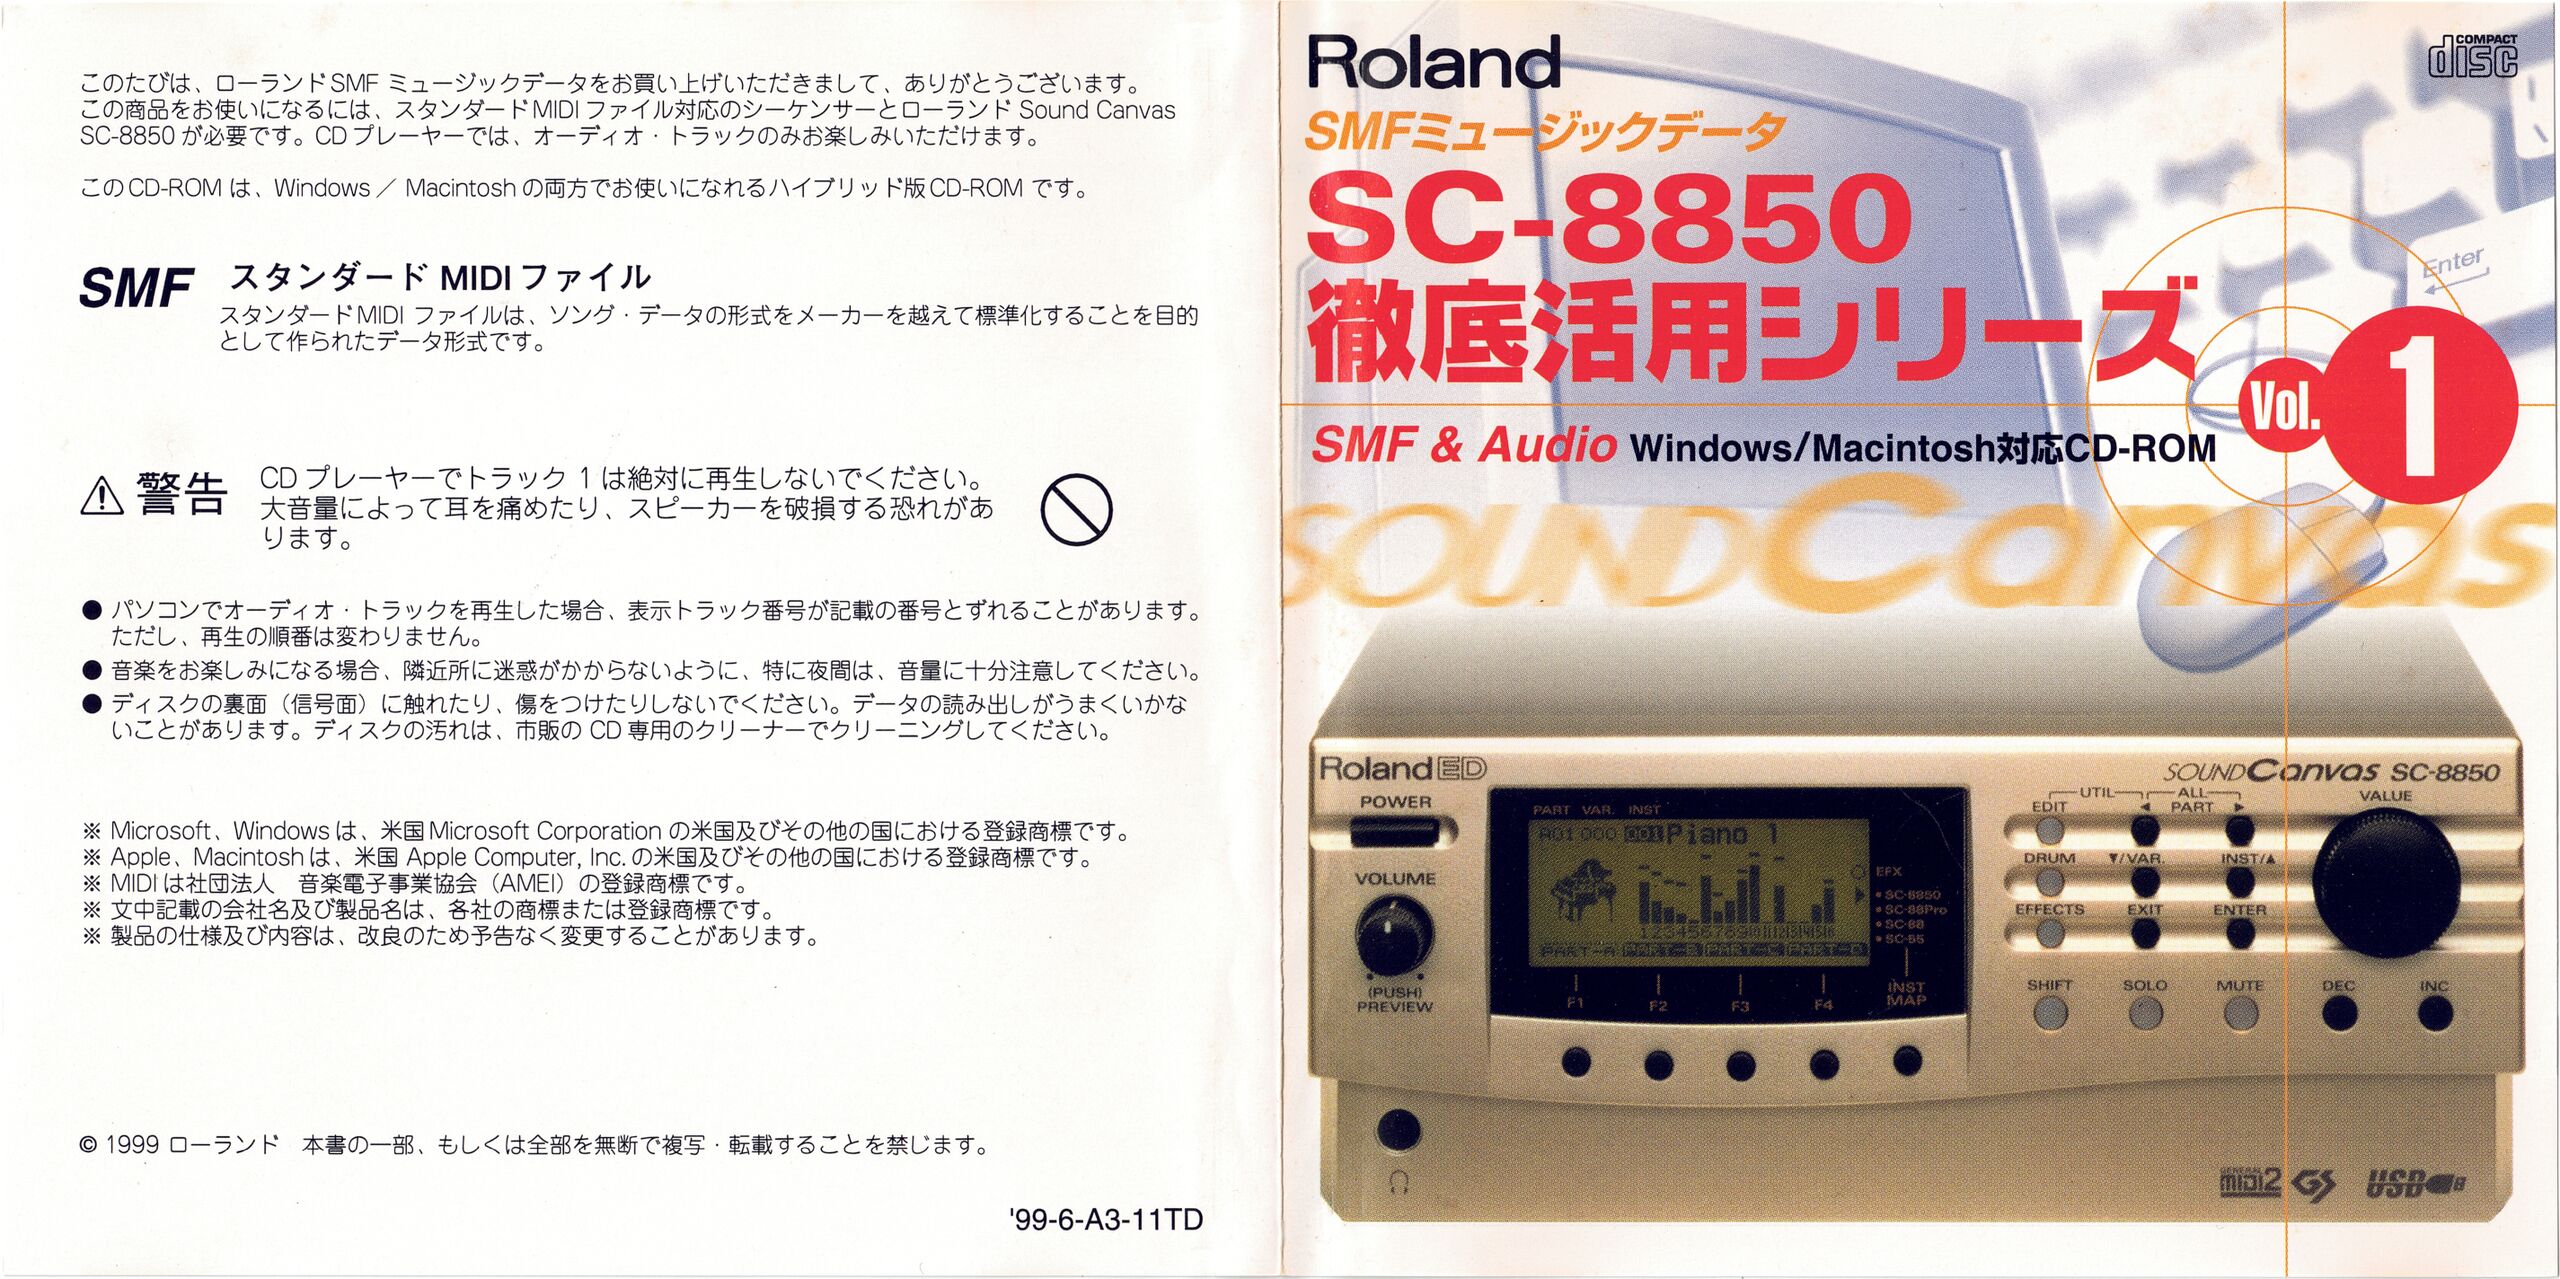 このたびは、ローランドSMF ミュージックデータをお買い上げいただきまして、ありがとうございます。
この商品をお使いになるには、スタンダードMIDI ファイル対応のシーケンサーとローランド Sound Canvas
SC-8850 が必要です。CD プレーヤーでは、オーディオ・トラックのみお楽しみいただけます。
このCD-ROM は、Windows ／ Macintosh の両方でお使いになれるハイブリッド版CD-ROM です。
SMF スタンダード MIDI ファイル
スタンダードMIDI ファイルは、ソング・データの形式をメーカーを越えて標準化することを目的
として作られたデータ形式です。
警告 CD プレーヤーでトラック 1 は絶対に再生しないでください。
大音量によって耳を痛めたり、スピーカーを破損する恐れがあ
ります。
● パソコンでオーディオ・トラックを再生した場合、表示トラック番号が記載の番号とずれることがあります。
ただし、再生の順番は変わりません。
● 音楽をお楽しみになる場合、隣近所に迷惑がかからないように、特に夜間は、音量に十分注意してください。
● ディスクの裏面（信号面）に触れたり、傷をつけたりしないでください。データの読み出しがうまくいかな
いことがあります。ディスクの汚れは、市販の CD 専用のクリーナーでクリーニングしてください。
※ Microsoft、Windowsは、米国Microsoft Corporation の米国及びその他の国における登録商標です。
※ Apple、Macintosh は、米国 Apple Computer, Inc. の米国及びその他の国における登録商標です。
※ MIDI は社団法人　音楽電子事業協会（AMEI）の登録商標です。
※ 文中記載の会社名及び製品名は、各社の商標または登録商標です。
※ 製品の仕様及び内容は、改良のため予告なく変更することがあります。
© 1999 ローランド　本書の一部、もしくは全部を無断で複写・転載することを禁じます。
'99-6-A3-11TD
Roland
COMPACT
disc
SMFミュージックデータ
SC-8850
徹底活用シリーズ
Vol. 1
Enter
SMF & Audio Windows/Macintosh対応CD-ROM
SOUND Canvas
Roland ED
SOUND Canvas SC-8850
POWER
VOLUME
(PUSH)
PREVIEW
PART VAR. INST
A01 000 001 Piano 1
1 2 3 4 5 6 7 8 9 10 11 12 13 14 15 16
PART-A PART-B PART-C PART-D
EFX
SC-8850
SC-88Pro
SC-88
SC-55
F1 F2 F3 F4
INST
MAP
UTIL ALL
EDIT ◀ PART ▶
VALUE
DRUM ▼/VAR. INST/▲
EFFECTS EXIT ENTER
SHIFT SOLO MUTE DEC INC
GENERAL
MIDI2 GS USB